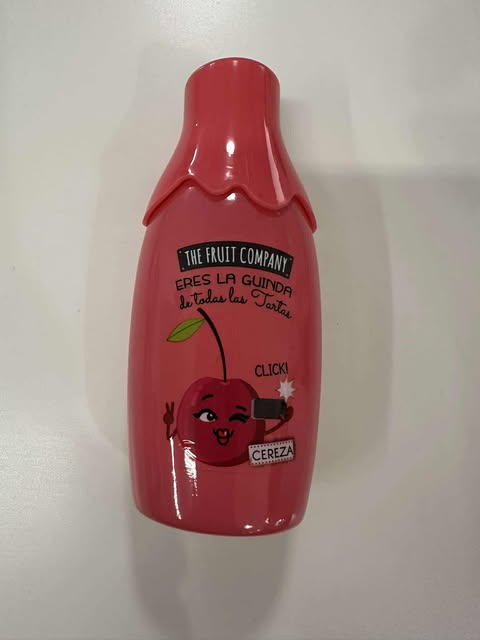 THE FRUIT COMPANY
ERES LA GUINDA
de todas las Tartas
CLICK!
CEREZA